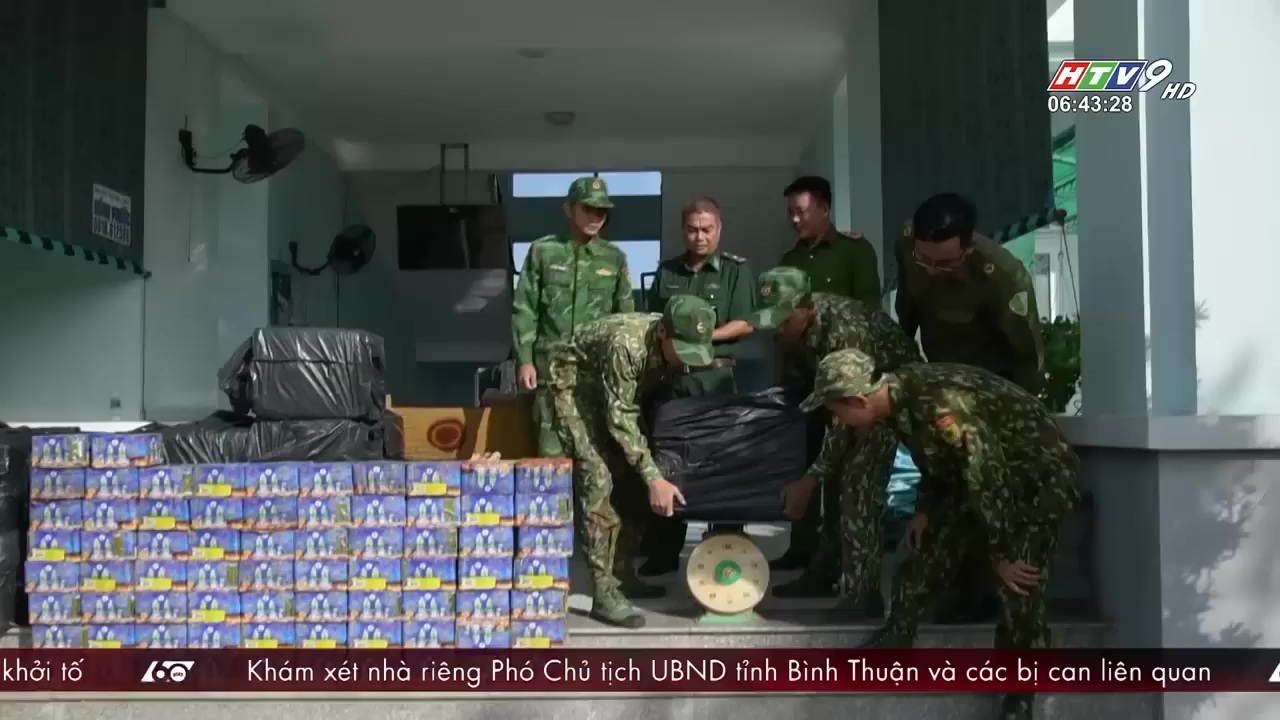 HTV9 HD
06:43:28
khởi tố 60 Khám xét nhà riêng Phó Chủ tịch UBND tỉnh Bình Thuận và các bị can liên quan